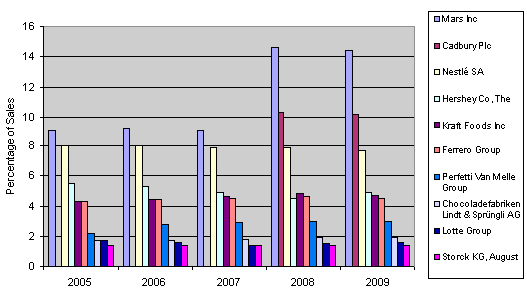 16
14
12
10
8
6
4
2
0
Percentage of Sales
2005 2006 2007 2008 2009
Mars Inc
Cadbury Plc
Nestlé SA
Hershey Co, The
Kraft Foods Inc
Ferrero Group
Perfetti Van Melle
Group
Chocoladefabriken
Lindt & Sprüngli AG
Lotte Group
Storck KG, August